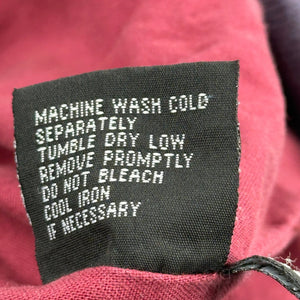 MACHINE WASH COLD
SEPARATELY
TUMBLE DRY LOW
REMOVE PROMPTLY
DO NOT BLEACH
COOL IRON
IF NECESSARY